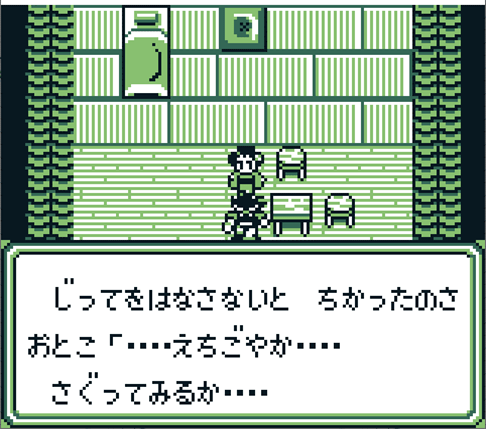 じってをはなさないと ちかったのさ
おとこ「‥‥えちごやか‥‥
さぐってみるか‥‥